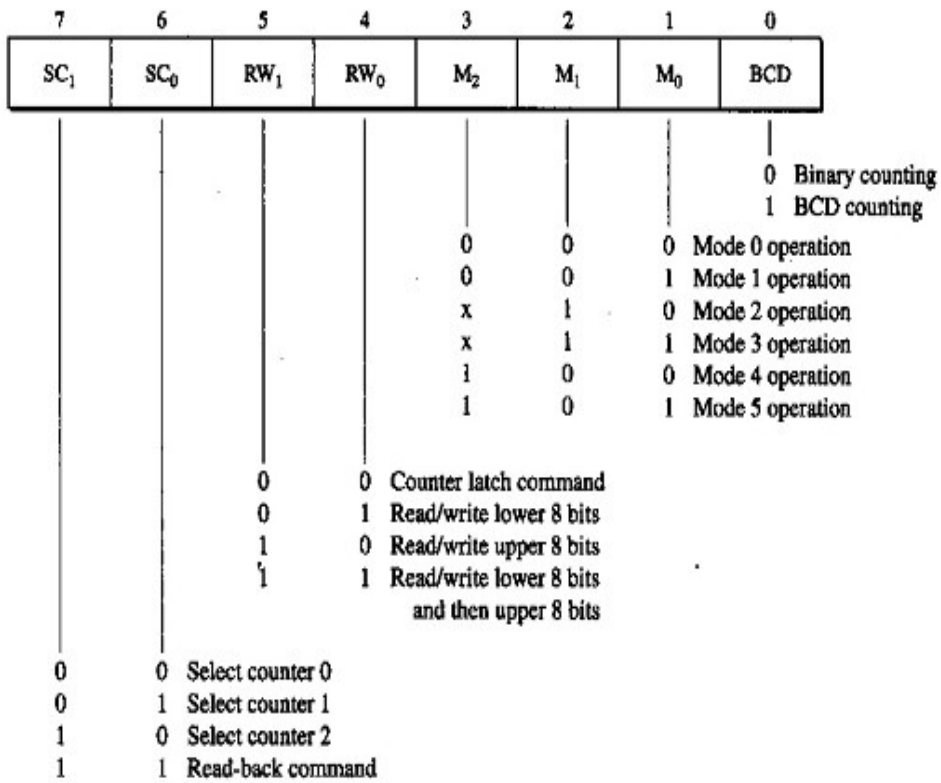 7 6 5 4 3 2 1 0
SC₁ SC₀ RW₁ RW₀ M₂ M₁ M₀ BCD
0 Binary counting
1 BCD counting
0 0 0 Mode 0 operation
0 0 1 Mode 1 operation
x 1 0 Mode 2 operation
x 1 1 Mode 3 operation
1 0 0 Mode 4 operation
1 0 1 Mode 5 operation
0 0 Counter latch command
0 1 Read/write lower 8 bits
1 0 Read/write upper 8 bits
1 1 Read/write lower 8 bits
and then upper 8 bits
0 0 Select counter 0
0 1 Select counter 1
1 0 Select counter 2
1 1 Read-back command